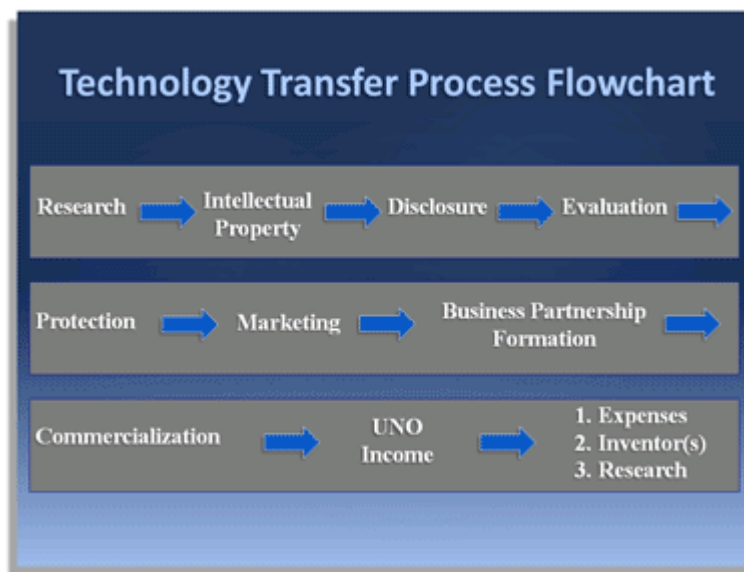 Technology Transfer Process Flowchart
Research
Intellectual
Property
Disclosure
Evaluation
Protection
Marketing
Business Partnership
Formation
Commercialization
UNO
Income
1. Expenses
2. Inventor(s)
3. Research